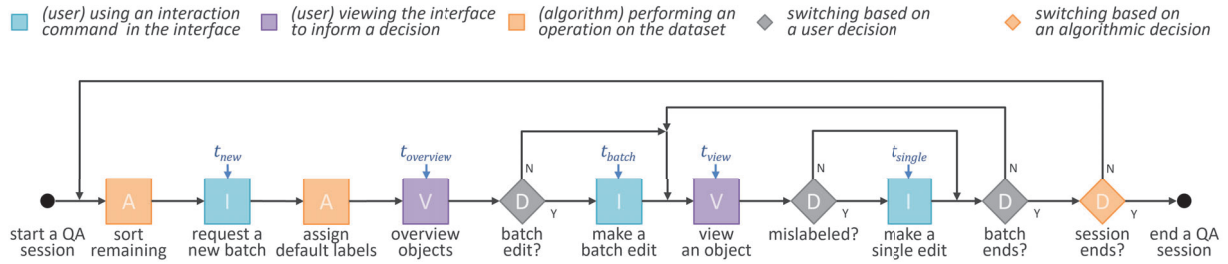 (user) using an interaction
command in the interface
(user) viewing the interface
to inform a decision
(algorithm) performing an
operation on the dataset
switching based on
a user decision
switching based on
an algorithmic decision
N
N
N
N
t_new
t_overview
t_batch
t_view
t_single
A
I
A
V
D
I
V
D
I
D
D
Y
Y
Y
Y
start a QA
session
sort
remaining
request a
new batch
assign
default labels
overview
objects
batch
edit?
make a
batch edit
view
an object
mislabeled?
make a
single edit
batch
ends?
session
ends?
end a QA
session